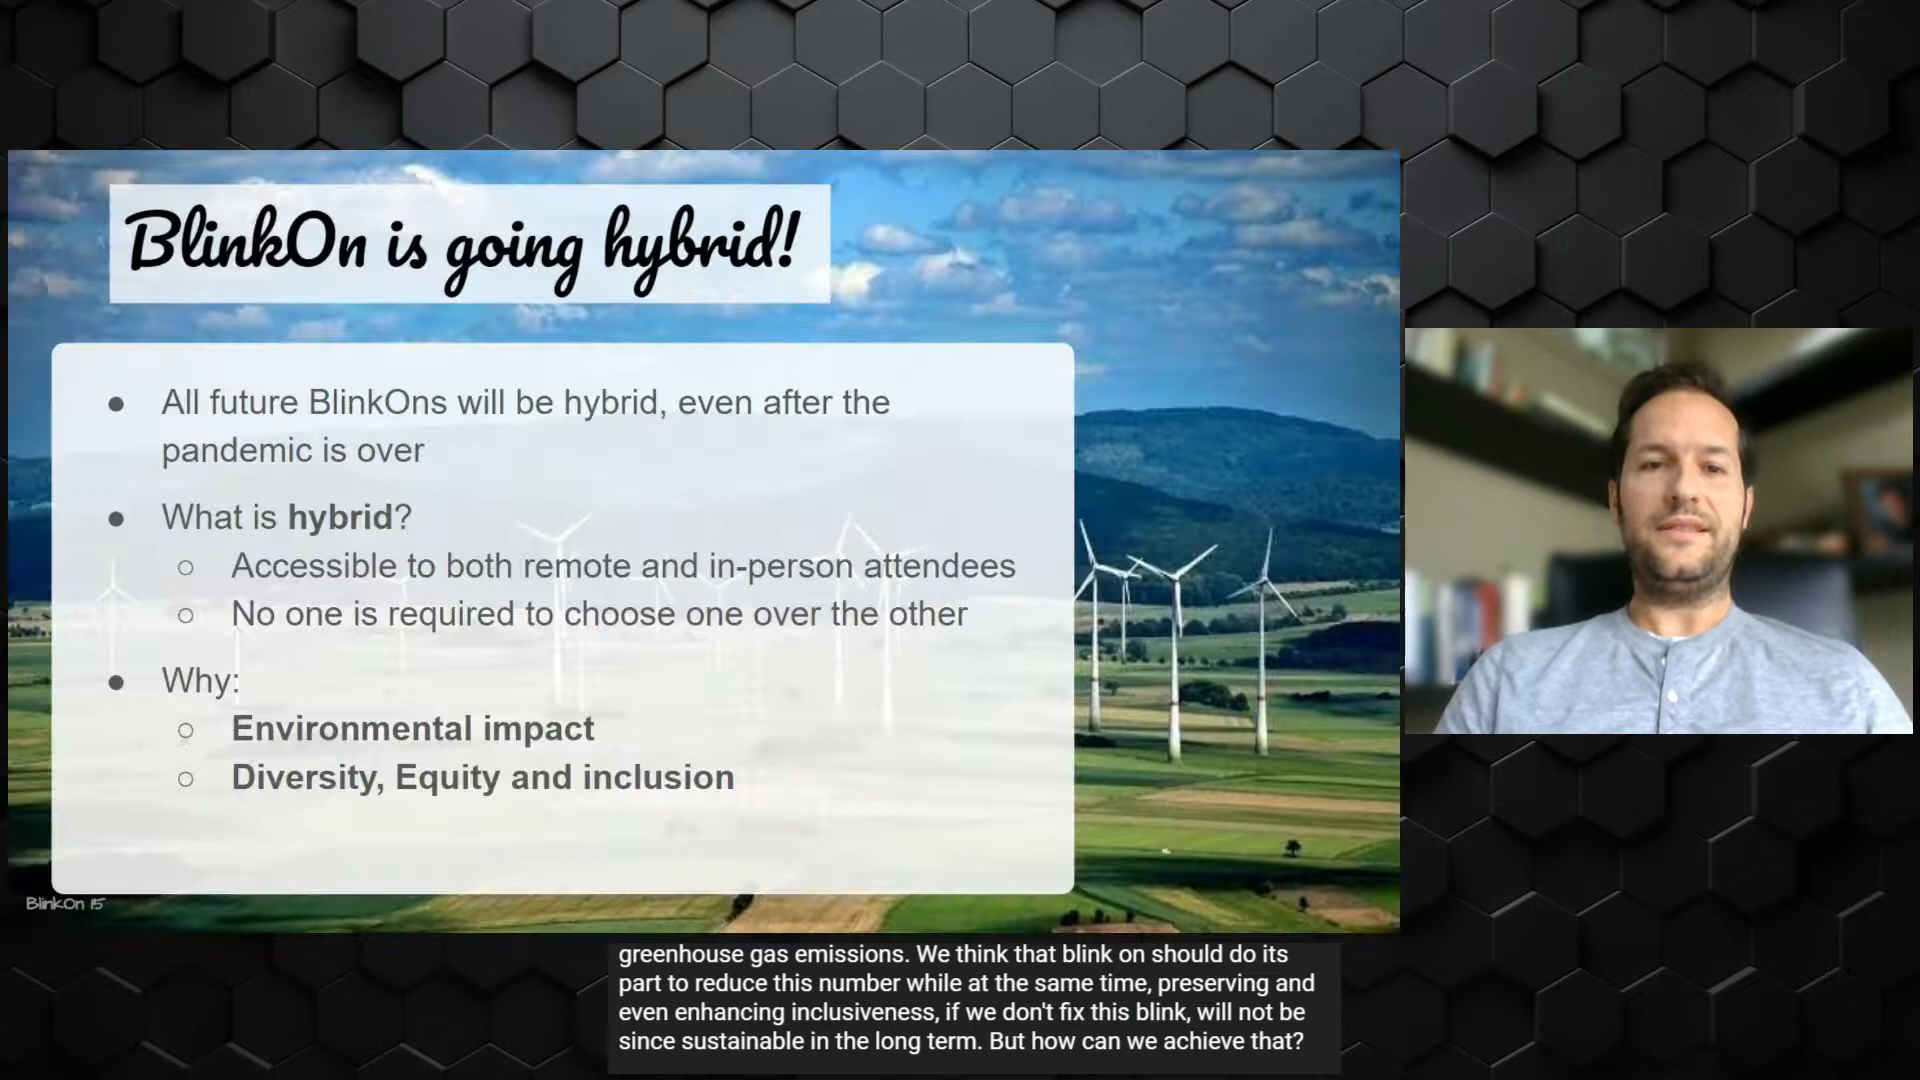 BlinkOn is going hybrid!
● All future BlinkOns will be hybrid, even after the
pandemic is over
● What is hybrid?
○ Accessible to both remote and in-person attendees
○ No one is required to choose one over the other
● Why:
○ Environmental impact
○ Diversity, Equity and inclusion
BlinkOn 15
greenhouse gas emissions. We think that blink on should do its
part to reduce this number while at the same time, preserving and
even enhancing inclusiveness, if we don't fix this blink, will not be
since sustainable in the long term. But how can we achieve that?